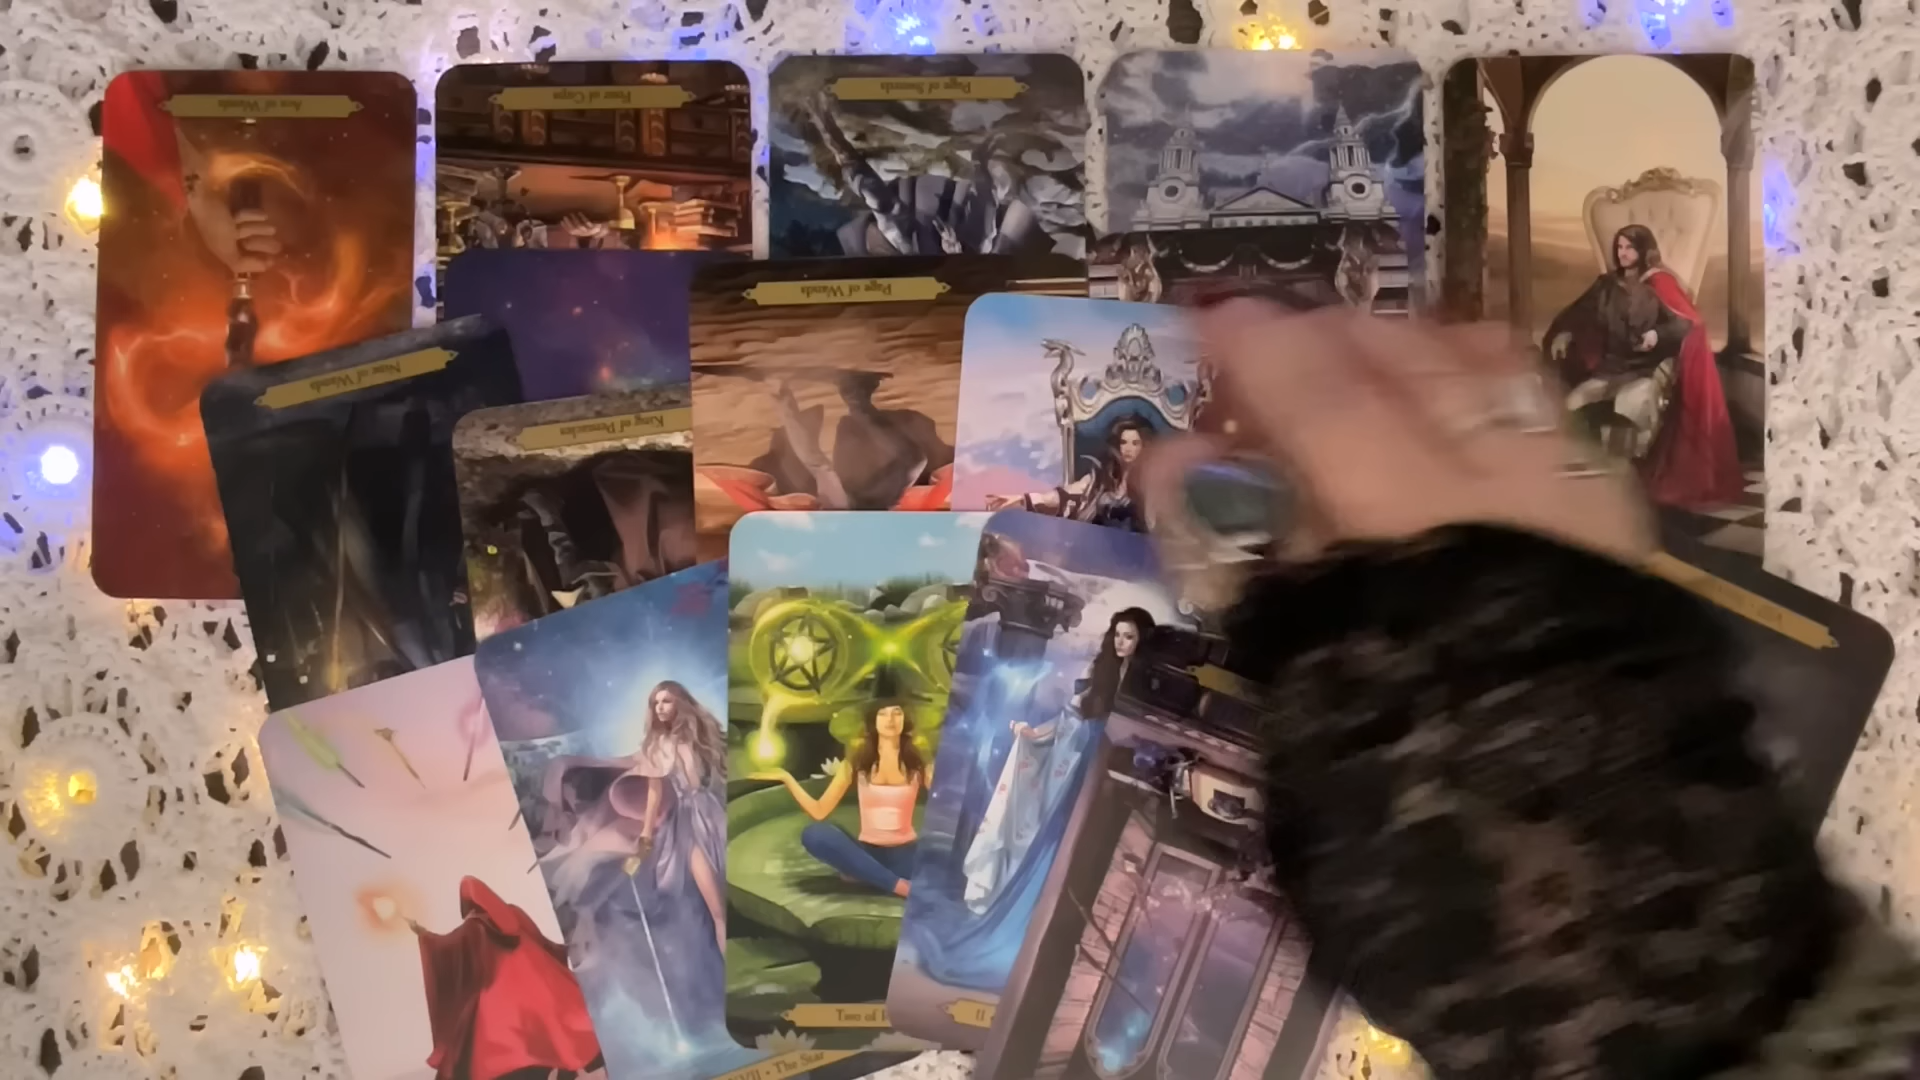 Ace of Wands
Four of Cups
Page of Swords
Page of Wands
Nine of Wands
King of Pentacles
Two of
II
XVII • The Star